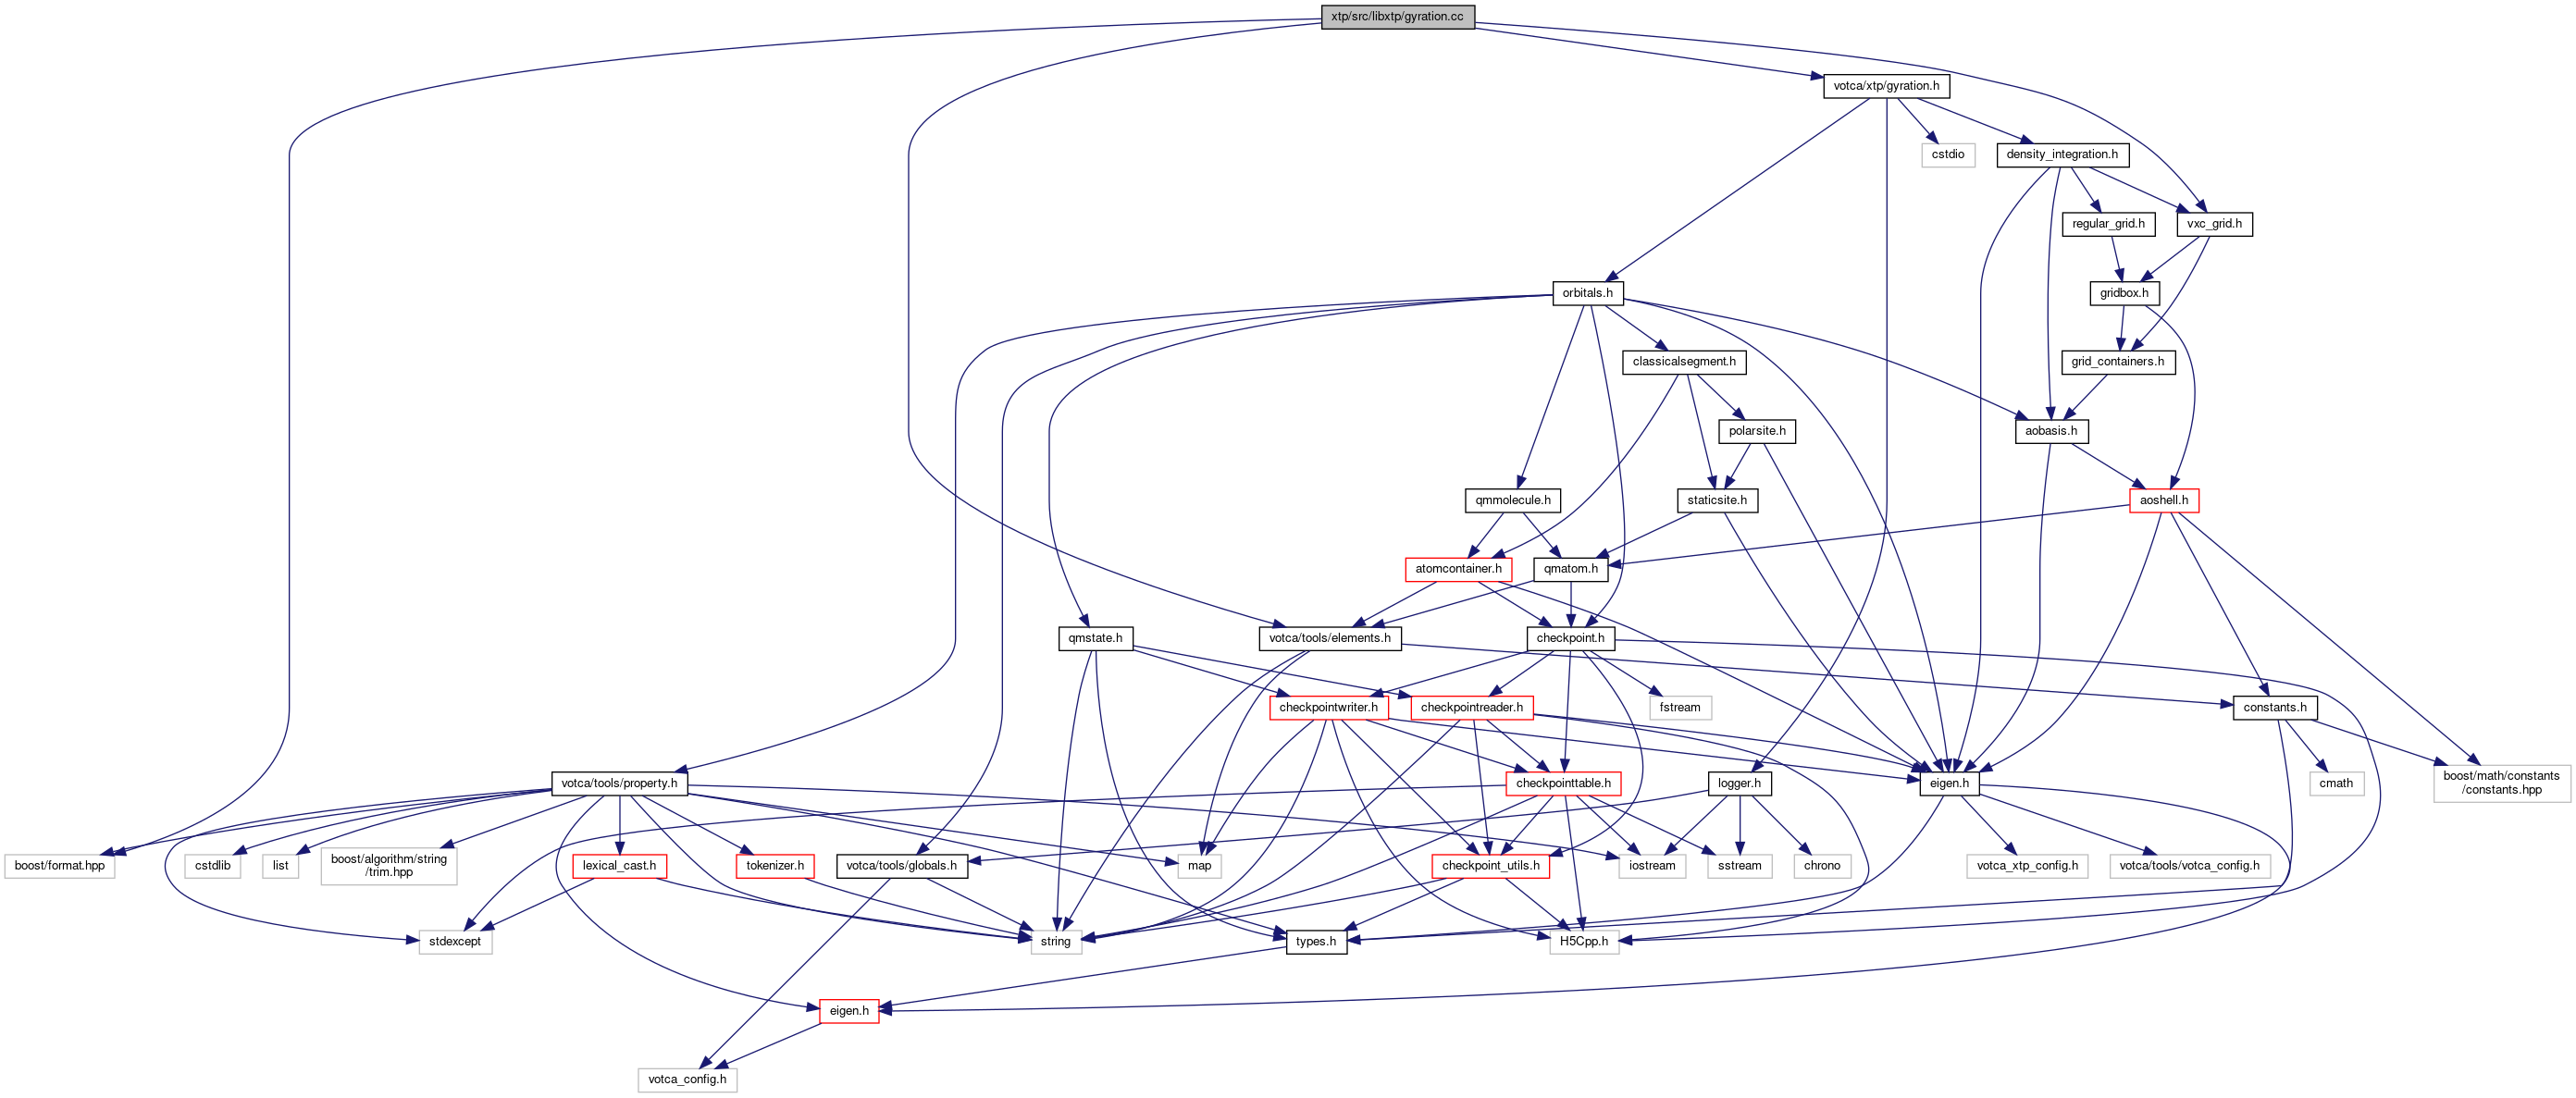 xtp/src/libxtp/gyration.cc
votca/xtp/gyration.h
cstdio
density_integration.h
regular_grid.h
vxc_grid.h
orbitals.h
gridbox.h
classicalsegment.h
grid_containers.h
polarsite.h
aobasis.h
qmmolecule.h
staticsite.h
aoshell.h
atomcontainer.h
qmatom.h
qmstate.h
votca/tools/elements.h
checkpoint.h
checkpointwriter.h
checkpointreader.h
fstream
constants.h
votca/tools/property.h
checkpointtable.h
logger.h
eigen.h
cmath
boost/math/constants
/constants.hpp
boost/format.hpp
cstdlib
list
boost/algorithm/string
/trim.hpp
lexical_cast.h
tokenizer.h
votca/tools/globals.h
map
checkpoint_utils.h
iostream
sstream
chrono
votca_xtp_config.h
votca/tools/votca_config.h
stdexcept
string
types.h
H5Cpp.h
eigen.h
votca_config.h